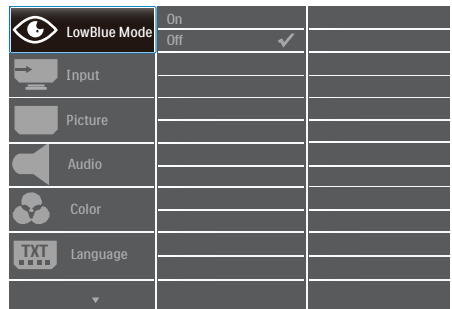 LowBlue Mode
On
Off
Input
Picture
Audio
Color
TXT
Language